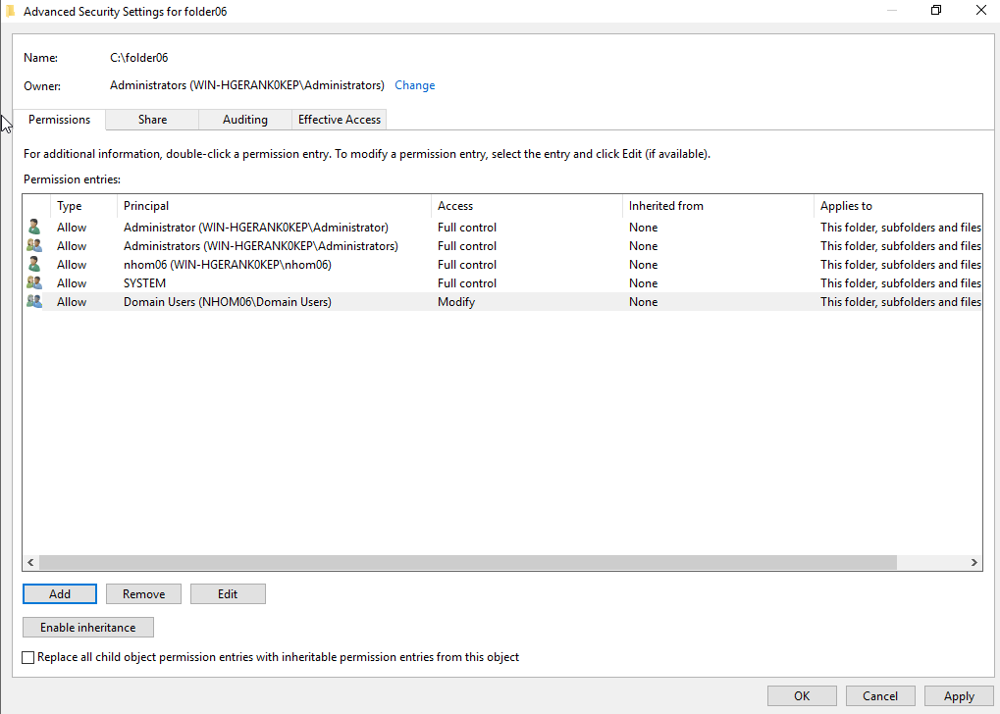 Advanced Security Settings for folder06
Name: C:\folder06
Owner: Administrators (WIN-HGERANK0KEP\Administrators) Change
Permissions Share Auditing Effective Access
For additional information, double-click a permission entry. To modify a permission entry, select the entry and click Edit (if available).
Permission entries:
Type Principal Access Inherited from Applies to
Allow Administrator (WIN-HGERANK0KEP\Administrator) Full control None This folder, subfolders and files
Allow Administrators (WIN-HGERANK0KEP\Administrators) Full control None This folder, subfolders and files
Allow nhom06 (WIN-HGERANK0KEP\nhom06) Full control None This folder, subfolders and files
Allow SYSTEM Full control None This folder, subfolders and files
Allow Domain Users (NHOM06\Domain Users) Modify None This folder, subfolders and files
Add Remove Edit
Enable inheritance
Replace all child object permission entries with inheritable permission entries from this object
OK Cancel Apply